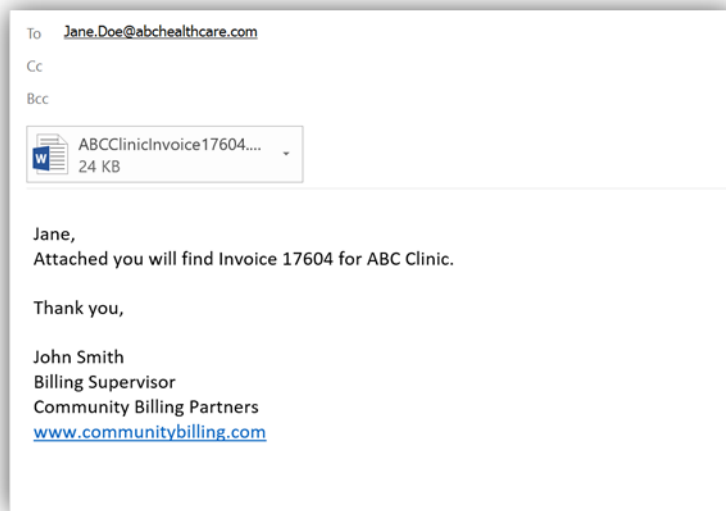 To Jane.Doe@abchealthcare.com
Cc
Bcc
W
ABCClinicInvoice17604....
24 KB
Jane,
Attached you will find Invoice 17604 for ABC Clinic.
Thank you,
John Smith
Billing Supervisor
Community Billing Partners
www.communitybilling.com